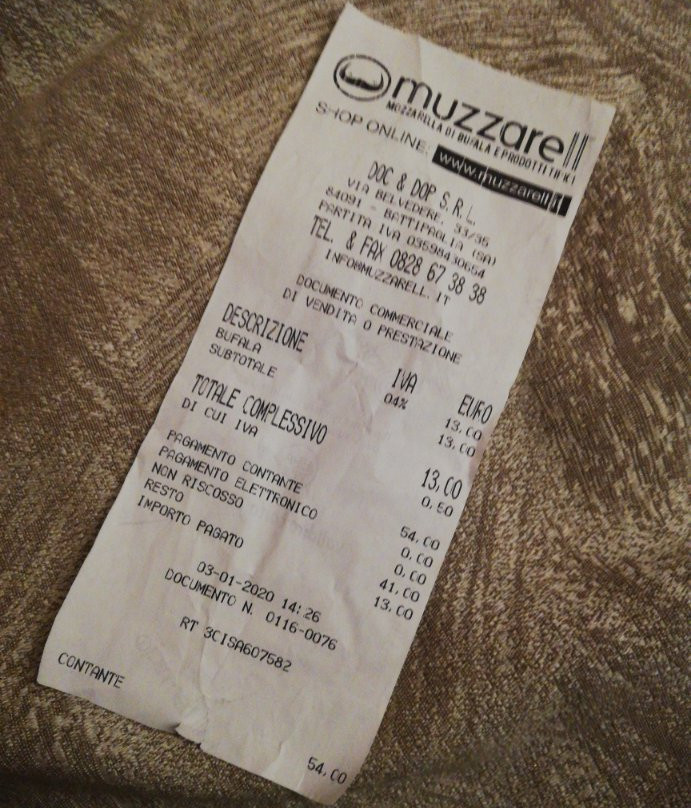 muzzarell
MOZZARELLA DI BUFALA E PRODOTTI TIPICI
SHOP ONLINE: www.muzzarell.it
DOC & DOP S.R.L.
VIA BELVEDERE, 33/35
84091 - BATTIPAGLIA (SA)
PARTITA IVA 03598430654
TEL. & FAX 0828 67 38 38
INFO@MUZZARELL.IT
DOCUMENTO COMMERCIALE
DI VENDITA O PRESTAZIONE
DESCRIZIONE IVA EURO
BUFALA 04% 13,00
SUBTOTALE 13,00
TOTALE COMPLESSIVO 13,00
DI CUI IVA 0,50
PAGAMENTO CONTANTE 54,00
PAGAMENTO ELETTRONICO 0,00
NON RISCOSSO 0,00
RESTO 41,00
IMPORTO PAGATO 13,00
03-01-2020 14:26
DOCUMENTO N. 0116-0076
RT 3CISA607582
CONTANTE 54,00